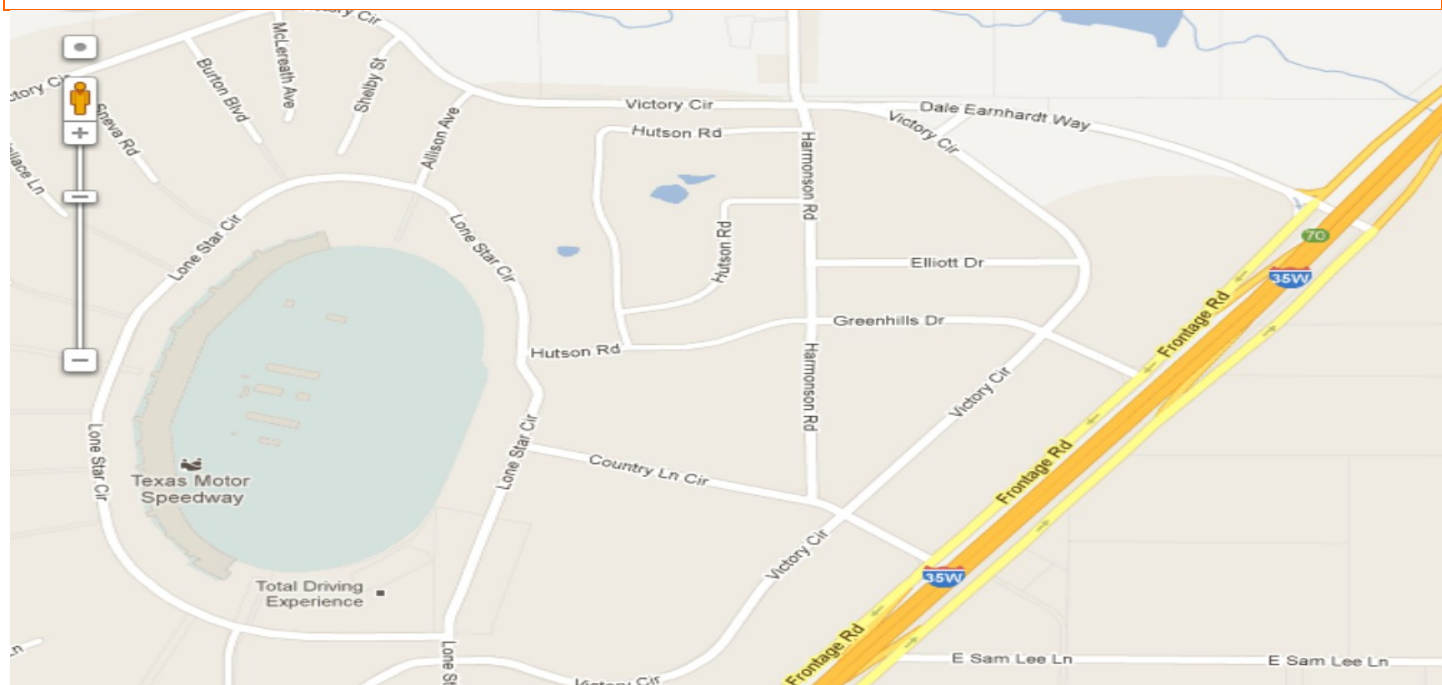 Victory Cir
McLereath Ave
Burton Blvd
Shelby St
Allison Ave
Victory Cir
Dale Earnhardt Way
Victory Cir
Hutson Rd
Harmonson Rd
Lone Star Cir
Lone Star Cir
Hutson Rd
70
Elliott Dr
35W
Frontage Rd
Greenhills Dr
Hutson Rd
Harmonson Rd
Victory Cir
Lone Star Cir
Lone Star Cir
Country Ln Cir
Frontage Rd
Texas Motor
Speedway
Victory Cir
35W
Total Driving
Experience
Frontage Rd
E Sam Lee Ln
E Sam Lee Ln
Victory Cir